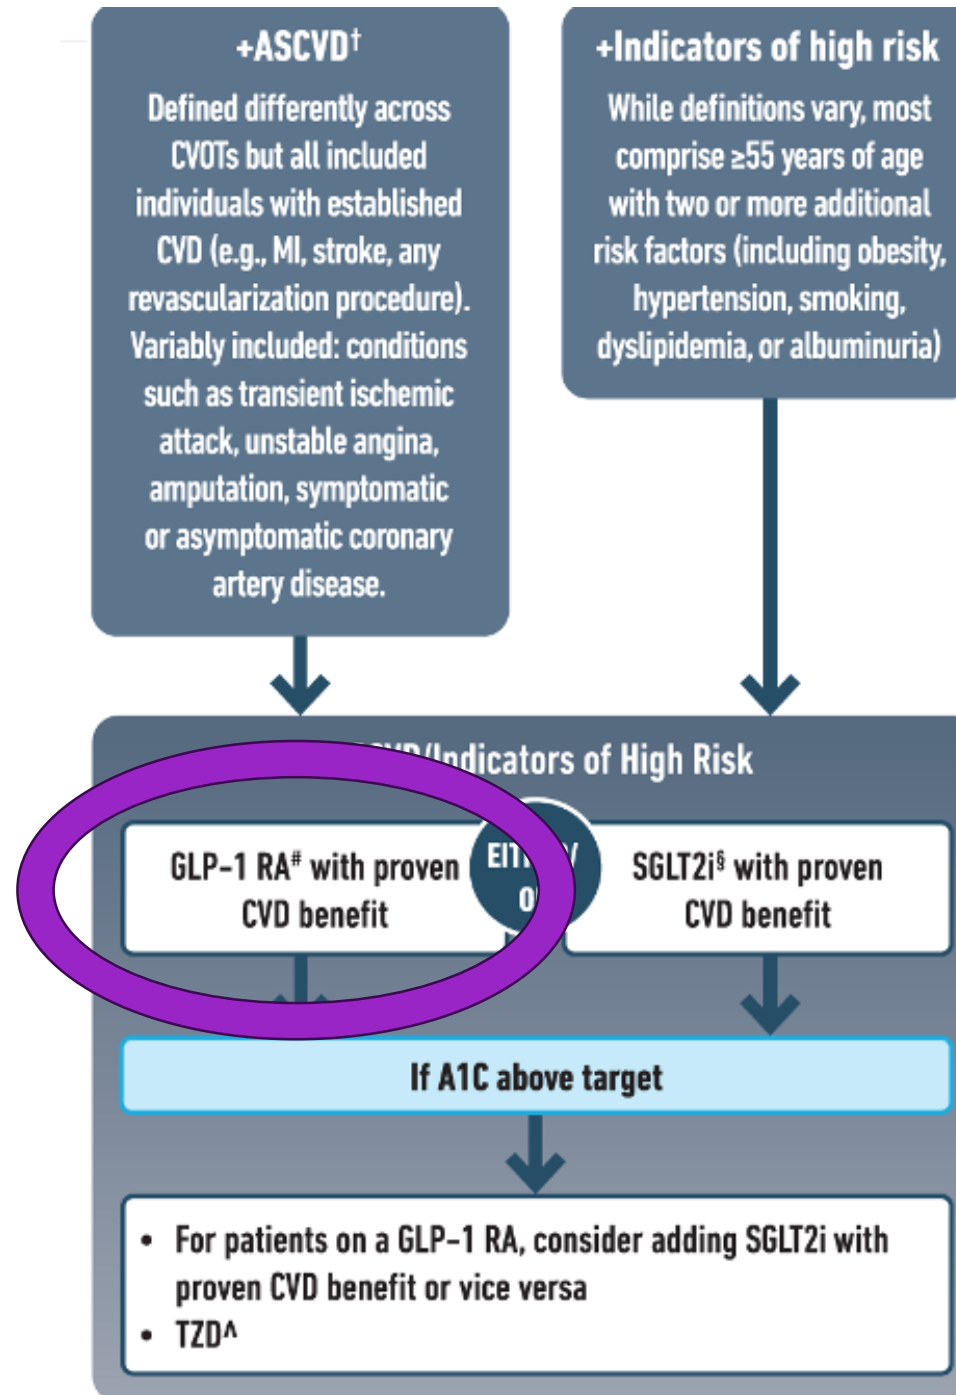 +ASCVD†
Defined differently across
CVOTs but all included
individuals with established
CVD (e.g., MI, stroke, any
revascularization procedure).
Variably included: conditions
such as transient ischemic
attack, unstable angina,
amputation, symptomatic
or asymptomatic coronary
artery disease.
+Indicators of high risk
While definitions vary, most
comprise ≥55 years of age
with two or more additional
risk factors (including obesity,
hypertension, smoking,
dyslipidemia, or albuminuria)
of High Risk
GLP-1 RA# with proven
CVD benefit
SGLT2i§ with proven
CVD benefit
If A1C above target
• For patients on a GLP-1 RA, consider adding SGLT2i with
proven CVD benefit or vice versa
• TZD^